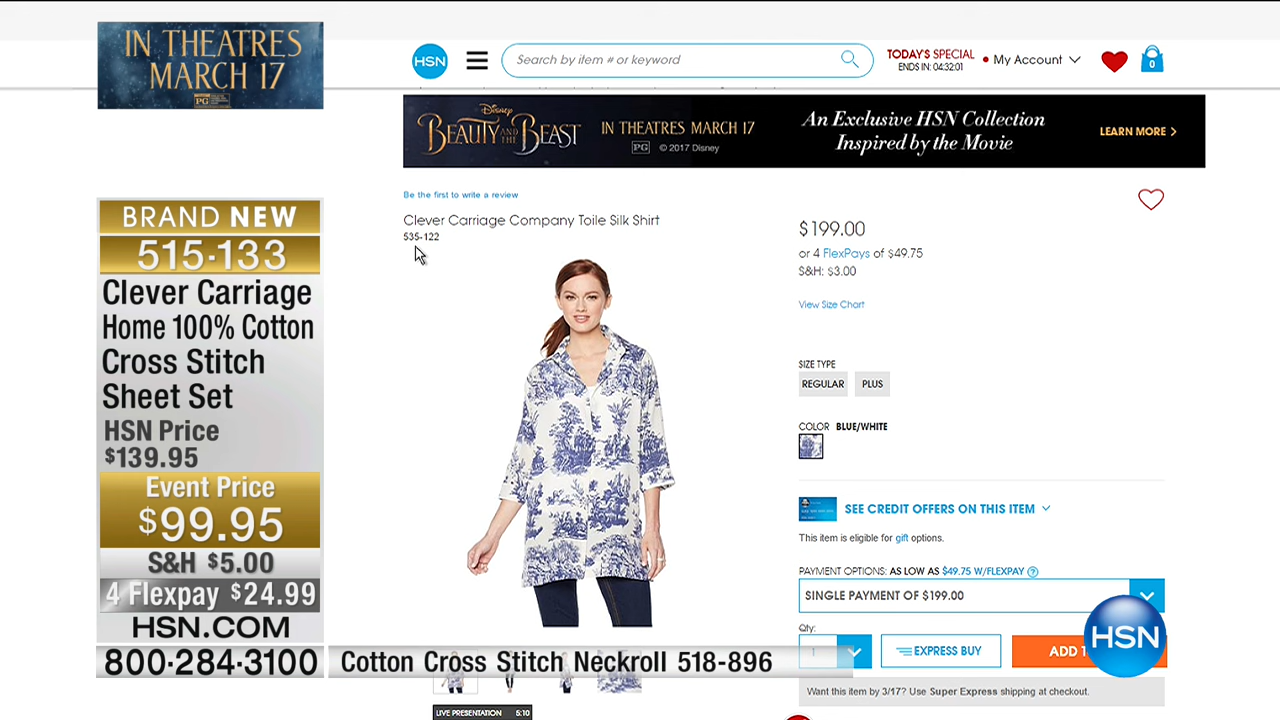 IN THEATRES
MARCH 17
PG
BRAND NEW
515-133
Clever Carriage
Home 100% Cotton
Cross Stitch
Sheet Set
HSN Price
$139.95
Event Price
$99.95
S&H $5.00
4 Flexpay $24.99
HSN.COM
800-284-3100
Cotton Cross Stitch Neckroll 518-896
HSN
Search by item # or keyword
TODAY'S SPECIAL
ENDS IN: 04:32:01
My Account
0
Disney
BEAUTY AND THE BEAST
IN THEATRES MARCH 17
PG © 2017 Disney
An Exclusive HSN Collection
Inspired by the Movie
LEARN MORE >
Be the first to write a review
Clever Carriage Company Toile Silk Shirt
535-122
$199.00
or 4 FlexPays of $49.75
S&H: $3.00
View Size Chart
SIZE TYPE
REGULAR PLUS
COLOR BLUE/WHITE
SEE CREDIT OFFERS ON THIS ITEM
This item is eligible for gift options.
PAYMENT OPTIONS: AS LOW AS $49.75 W/FLEXPAY ?
SINGLE PAYMENT OF $199.00
Qty:
1
EXPRESS BUY
ADD
HSN
Want this item by 3/17? Use Super Express shipping at checkout.
LIVE PRESENTATION 5:10